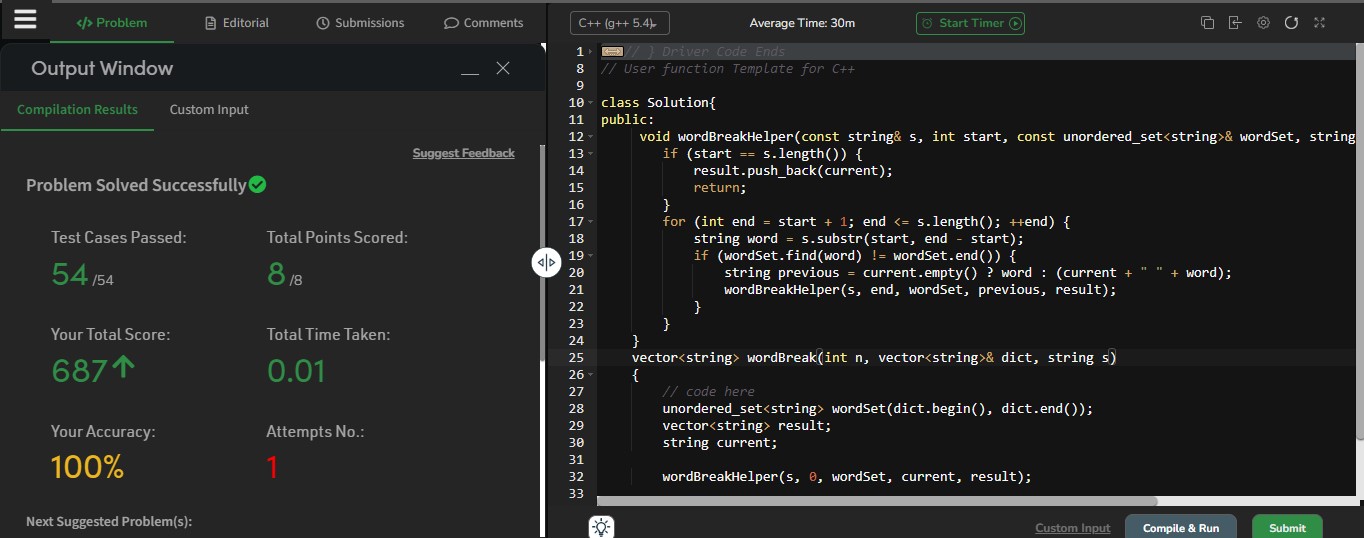 </> Problem
Editorial
Submissions
Comments
C++ (g++ 5.4)
Average Time: 30m
Start Timer
Output Window
Compilation Results
Custom Input
Suggest Feedback
Problem Solved Successfully
Test Cases Passed:
Total Points Scored:
54 /54
8 /8
Your Total Score:
Total Time Taken:
687
0.01
Your Accuracy:
Attempts No.:
100%
1
Next Suggested Problem(s):
1 // } Driver Code Ends
8 // User function Template for C++
9
10 class Solution{
11 public:
12 void wordBreakHelper(const string& s, int start, const unordered_set<string>& wordSet, string
13 if (start == s.length()) {
14 result.push_back(current);
15 return;
16 }
17 for (int end = start + 1; end <= s.length(); ++end) {
18 string word = s.substr(start, end - start);
19 if (wordSet.find(word) != wordSet.end()) {
20 string previous = current.empty() ? word : (current + " " + word);
21 wordBreakHelper(s, end, wordSet, previous, result);
22 }
23 }
24 }
25 vector<string> wordBreak(int n, vector<string>& dict, string s)
26 {
27 // code here
28 unordered_set<string> wordSet(dict.begin(), dict.end());
29 vector<string> result;
30 string current;
31
32 wordBreakHelper(s, 0, wordSet, current, result);
33
Custom Input
Compile & Run
Submit